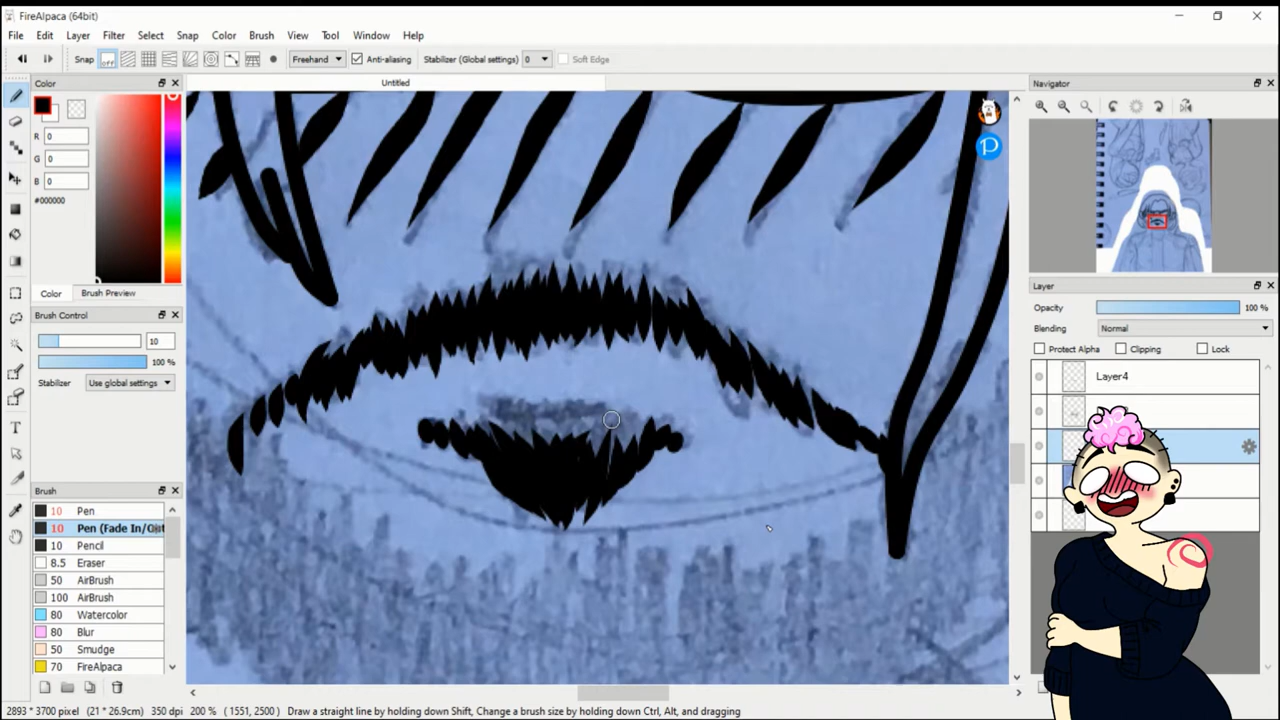 FireAlpaca (64bit)
File Edit Layer Filter Select Snap Color Brush View Tool Window Help
Snap off Freehand Anti-aliasing Stabilizer (Global settings) 0 Soft Edge
Color
Untitled
Navigator
R 0
G 0
B 0
#000000
P
Color Brush Preview
Brush Control
10
100 %
Stabilizer Use global settings
Layer
Opacity 100 %
Blending Normal
Protect Alpha Clipping Lock
Layer4
Brush
10 Pen
10 Pen (Fade In/Out
10 Pencil
8.5 Eraser
50 AirBrush
100 AirBrush
80 Watercolor
80 Blur
50 Smudge
70 FireAlpaca
2893 * 3700 pixel (21 * 26.9cm) 350 dpi 200 % ( 1551, 2500 ) Draw a straight line by holding down Shift, Change a brush size by holding down Ctrl, Alt, and dragging